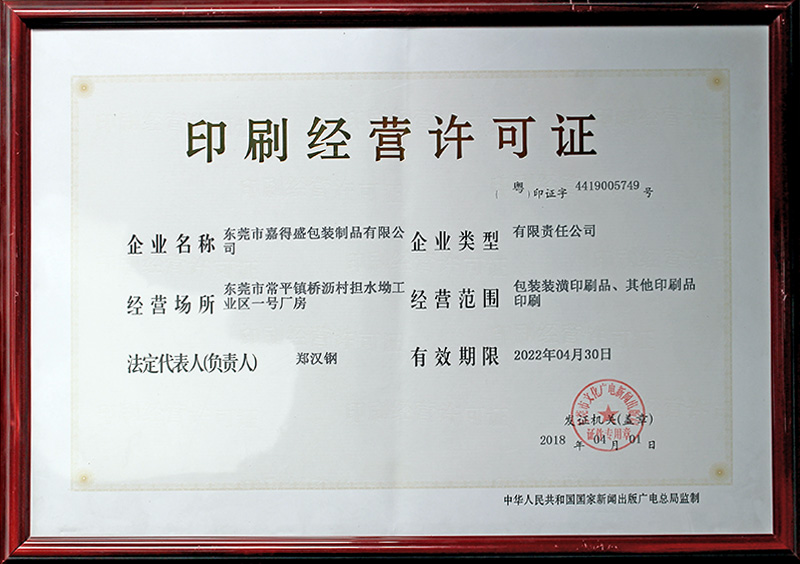 印刷经营许可证
（粤）印证字 4419005749 号
企业名称 东莞市嘉得盛包装制品有限公司
企业类型 有限责任公司
经营场所 东莞市常平镇桥沥村担水坳工业区一号厂房
经营范围 包装装潢印刷品、其他印刷品印刷
法定代表人(负责人) 郑汉钢
有效期限 2022年04月30日
发证机关(盖章)
证件专用章
2018 年 04 月 01 日
中华人民共和国国家新闻出版广电总局监制